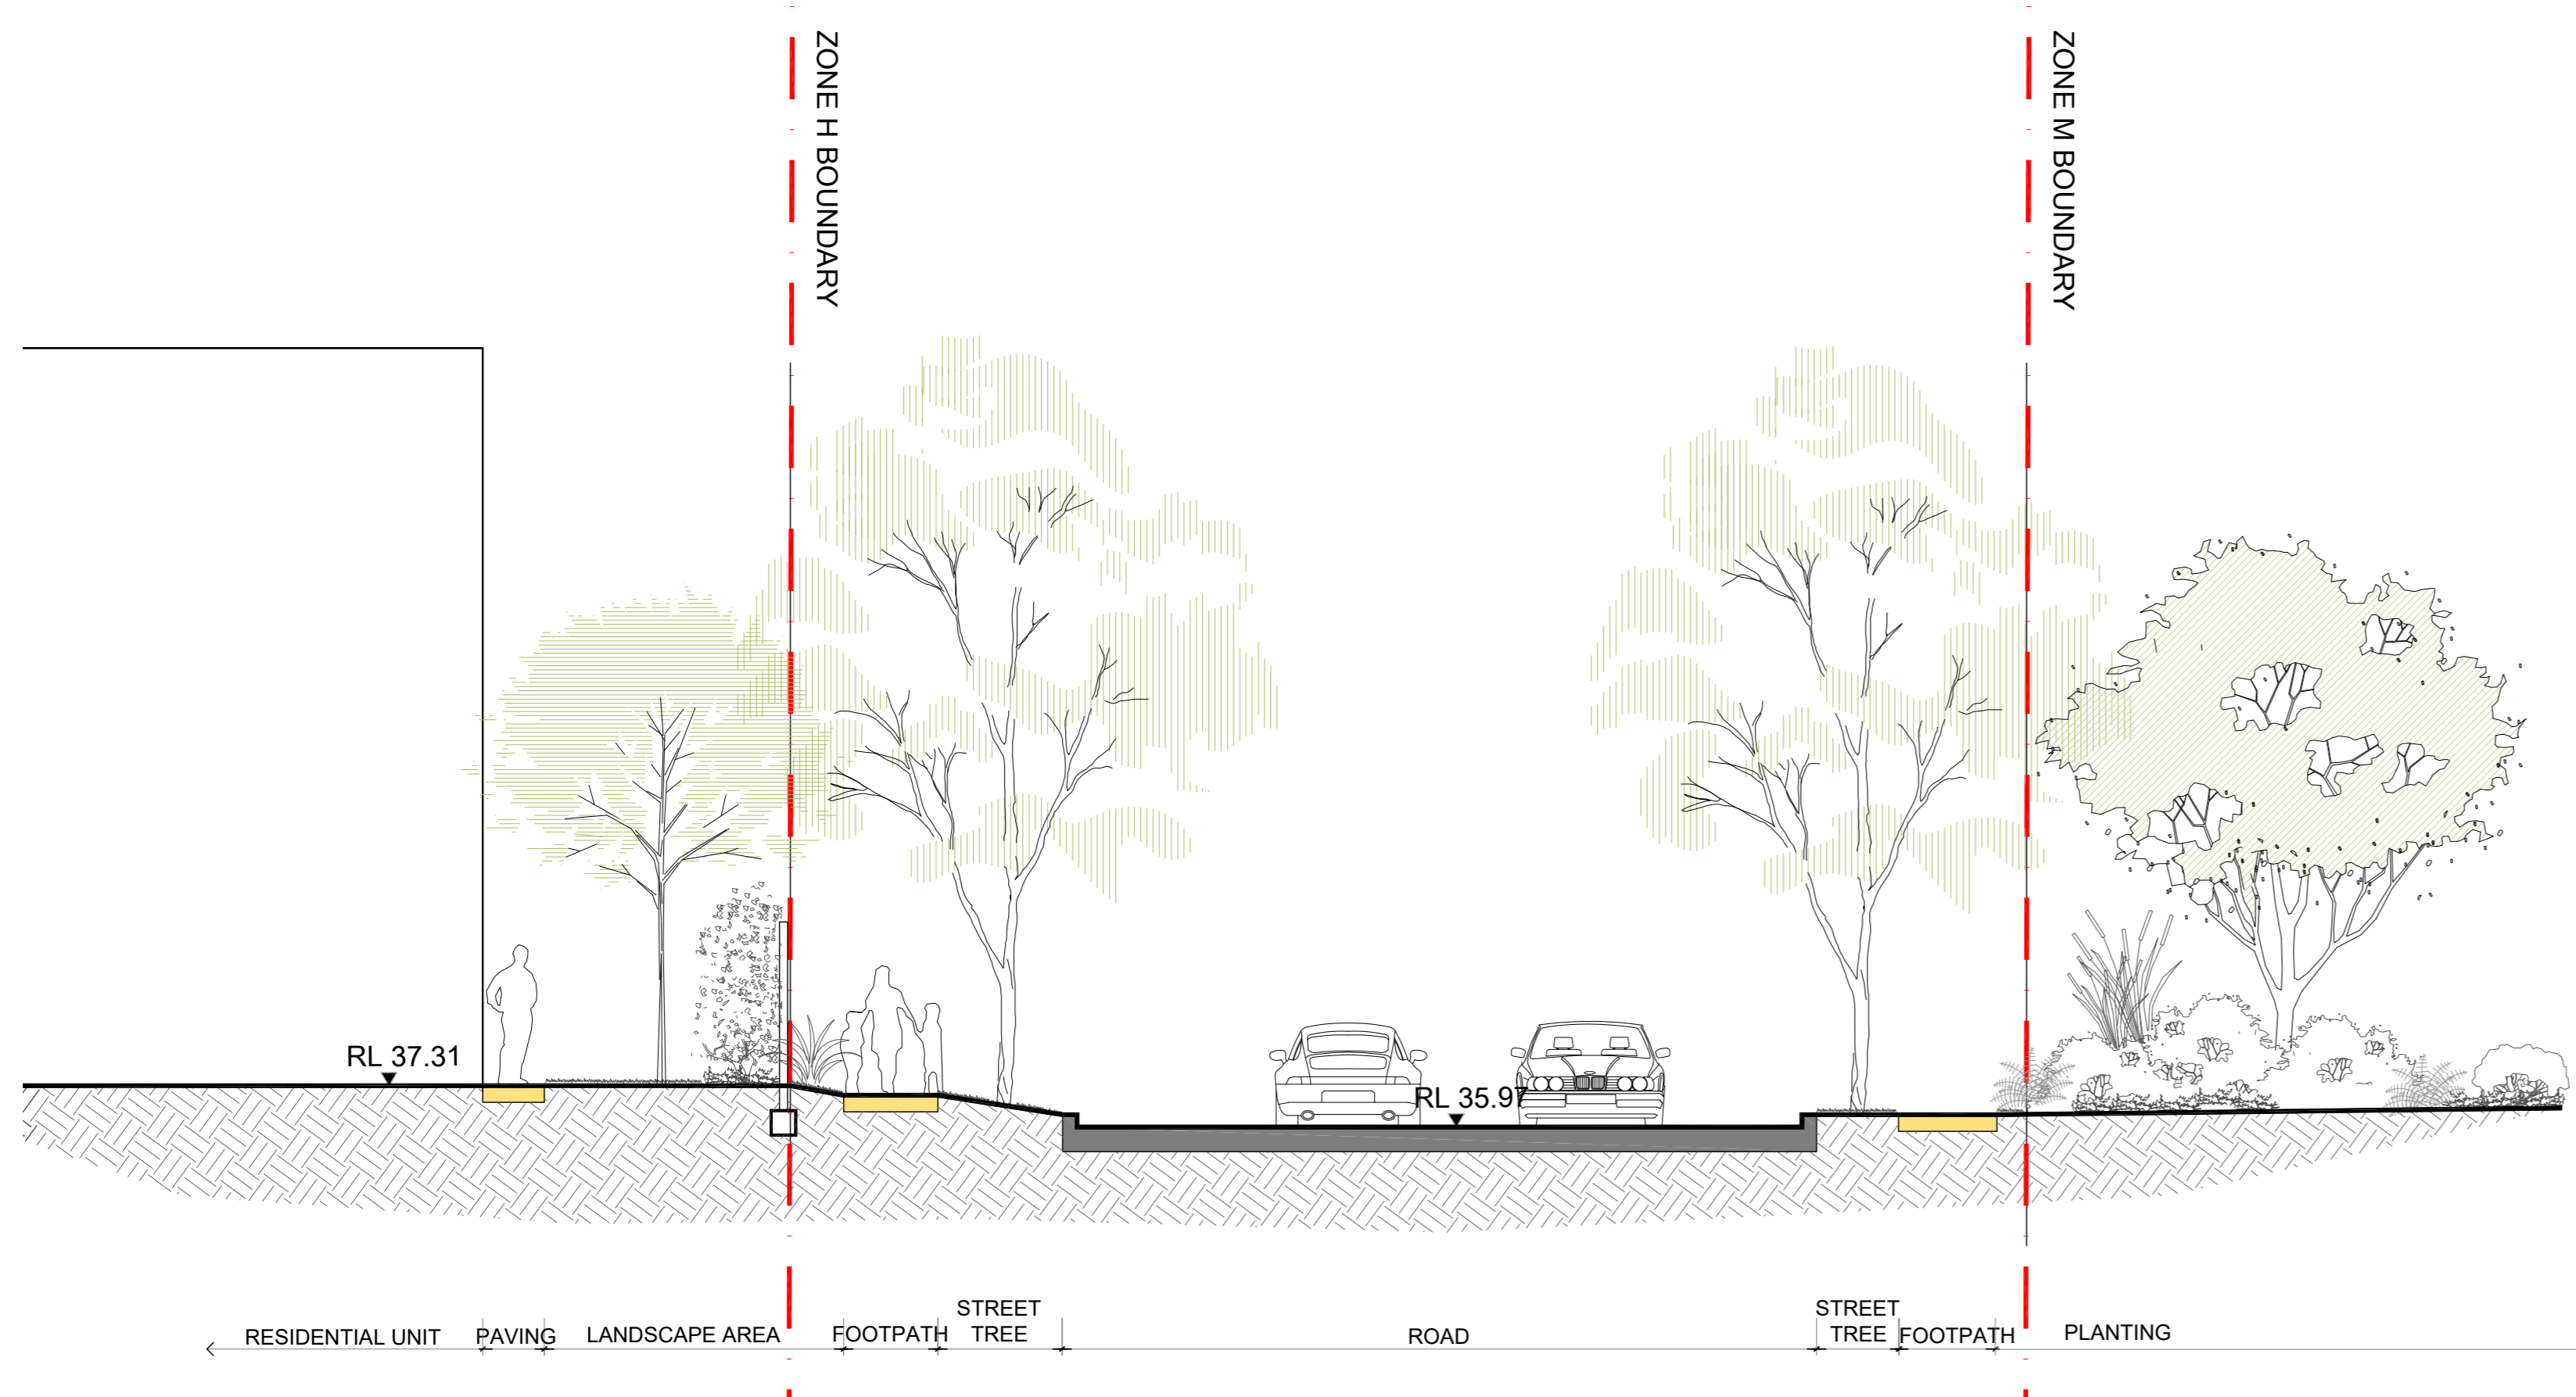 ZONE H BOUNDARY
ZONE M BOUNDARY
RL 37.31
RL 35.97
RESIDENTIAL UNIT
PAVING
LANDSCAPE AREA
FOOTPATH
STREET
TREE
ROAD
STREET
TREE
FOOTPATH
PLANTING